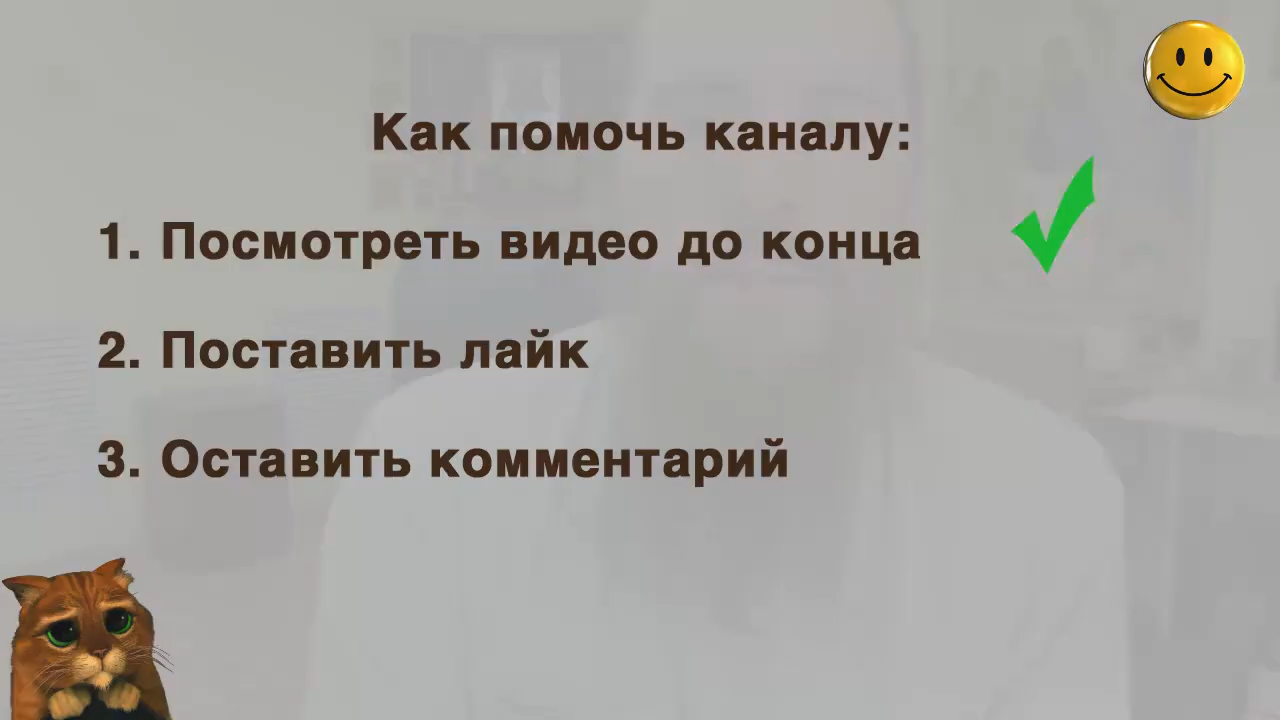 Как помочь каналу:
1. Посмотреть видео до конца
2. Поставить лайк
3. Оставить комментарий